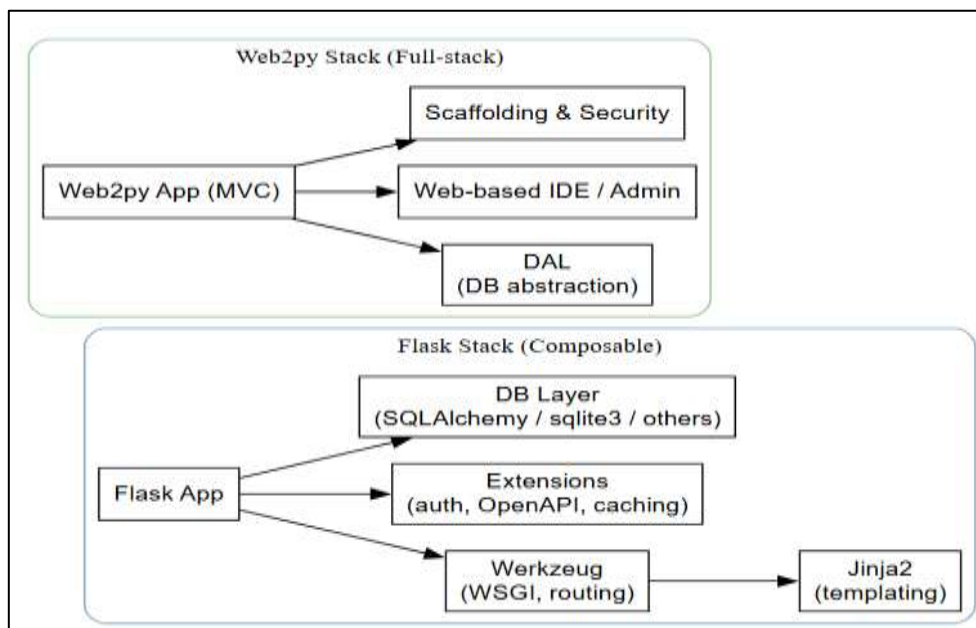 Web2py Stack (Full-stack)
Scaffolding & Security
Web2py App (MVC)
Web-based IDE / Admin
DAL
(DB abstraction)
Flask Stack (Composable)
DB Layer
(SQLAlchemy / sqlite3 / others)
Flask App
Extensions
(auth, OpenAPI, caching)
Werkzeug
(WSGI, routing)
Jinja2
(templating)